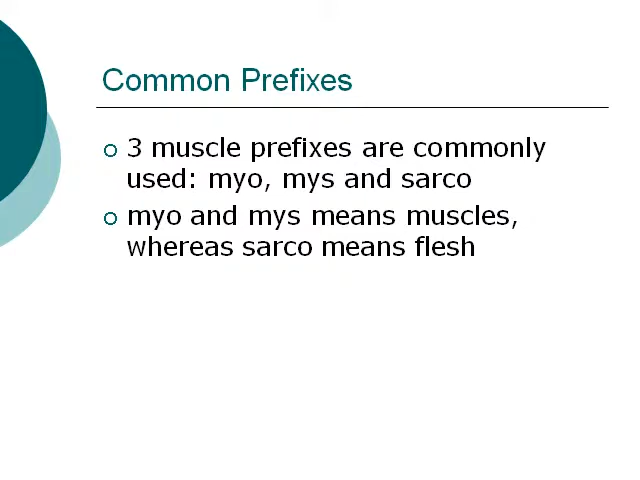 Common Prefixes
3 muscle prefixes are commonly
used: myo, mys and sarco
myo and mys means muscles,
whereas sarco means flesh